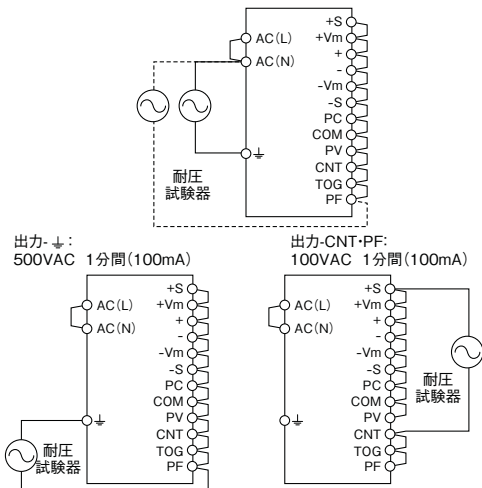 +S
AC(L)
+Vm
+
AC(N)
-
-Vm
-S
PC
COM
PV
CNT
TOG
PF
⏚
耐圧
試験器
出力-⏚:
500VAC 1分間(100mA)
+S
AC(L)
+Vm
+
AC(N)
-
-Vm
-S
PC
COM
PV
⏚
CNT
TOG
PF
耐圧
試験器
出力-CNT・PF:
100VAC 1分間(100mA)
+S
AC(L)
+Vm
+
AC(N)
-
-Vm
-S
PC
COM
PV
⏚
CNT
TOG
PF
耐圧
試験器